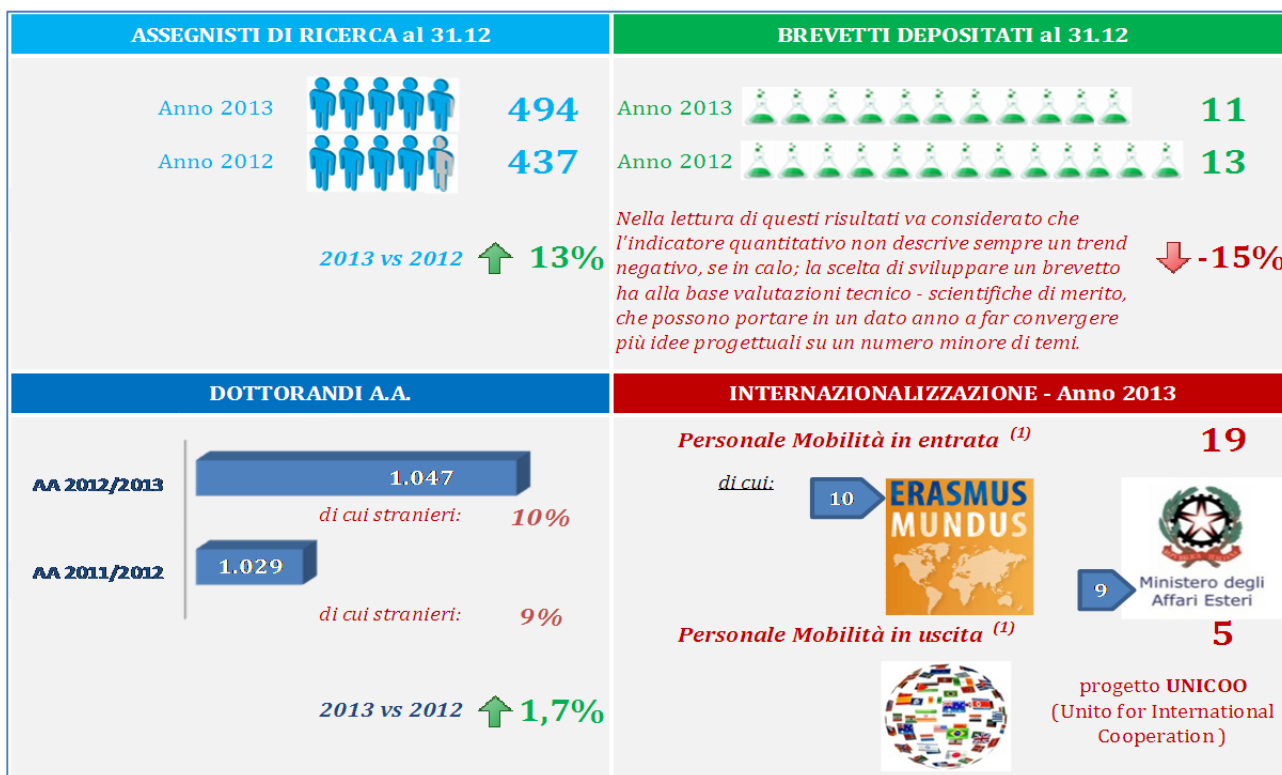 ASSEGNISTI DI RICERCA al 31.12
Anno 2013
494
Anno 2012
437
2013 vs 2012
13%
BREVETTI DEPOSITATI al 31.12
Anno 2013
11
Anno 2012
13
Nella lettura di questi risultati va considerato che
l'indicatore quantitativo non descrive sempre un trend
negativo, se in calo; la scelta di sviluppare un brevetto
ha alla base valutazioni tecnico - scientifiche di merito,
che possono portare in un dato anno a far convergere
più idee progettuali su un numero minore di temi.
-15%
DOTTORANDI A.A.
AA 2012/2013
1.047
di cui stranieri:
10%
AA 2011/2012
1.029
di cui stranieri:
9%
2013 vs 2012
1,7%
INTERNAZIONALIZZAZIONE - Anno 2013
Personale Mobilità in entrata (1)
19
di cui:
10
ERASMUS
MUNDUS
9
Ministero degli
Affari Esteri
Personale Mobilità in uscita (1)
5
progetto UNICOO
(Unito for International
Cooperation )